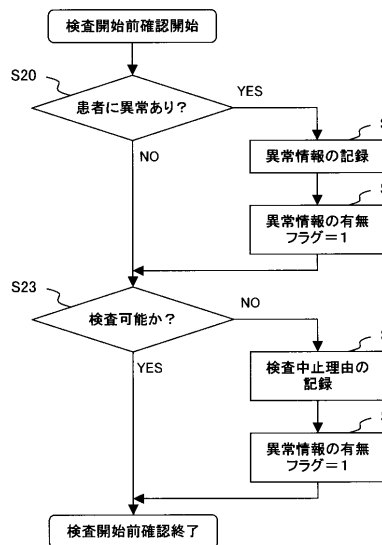 検査開始前確認開始
S20
患者に異常あり？
YES
NO
S
異常情報の記録
S
異常情報の有無
フラグ＝1
S23
検査可能か？
NO
YES
S
検査中止理由の
記録
S
異常情報の有無
フラグ＝1
検査開始前確認終了